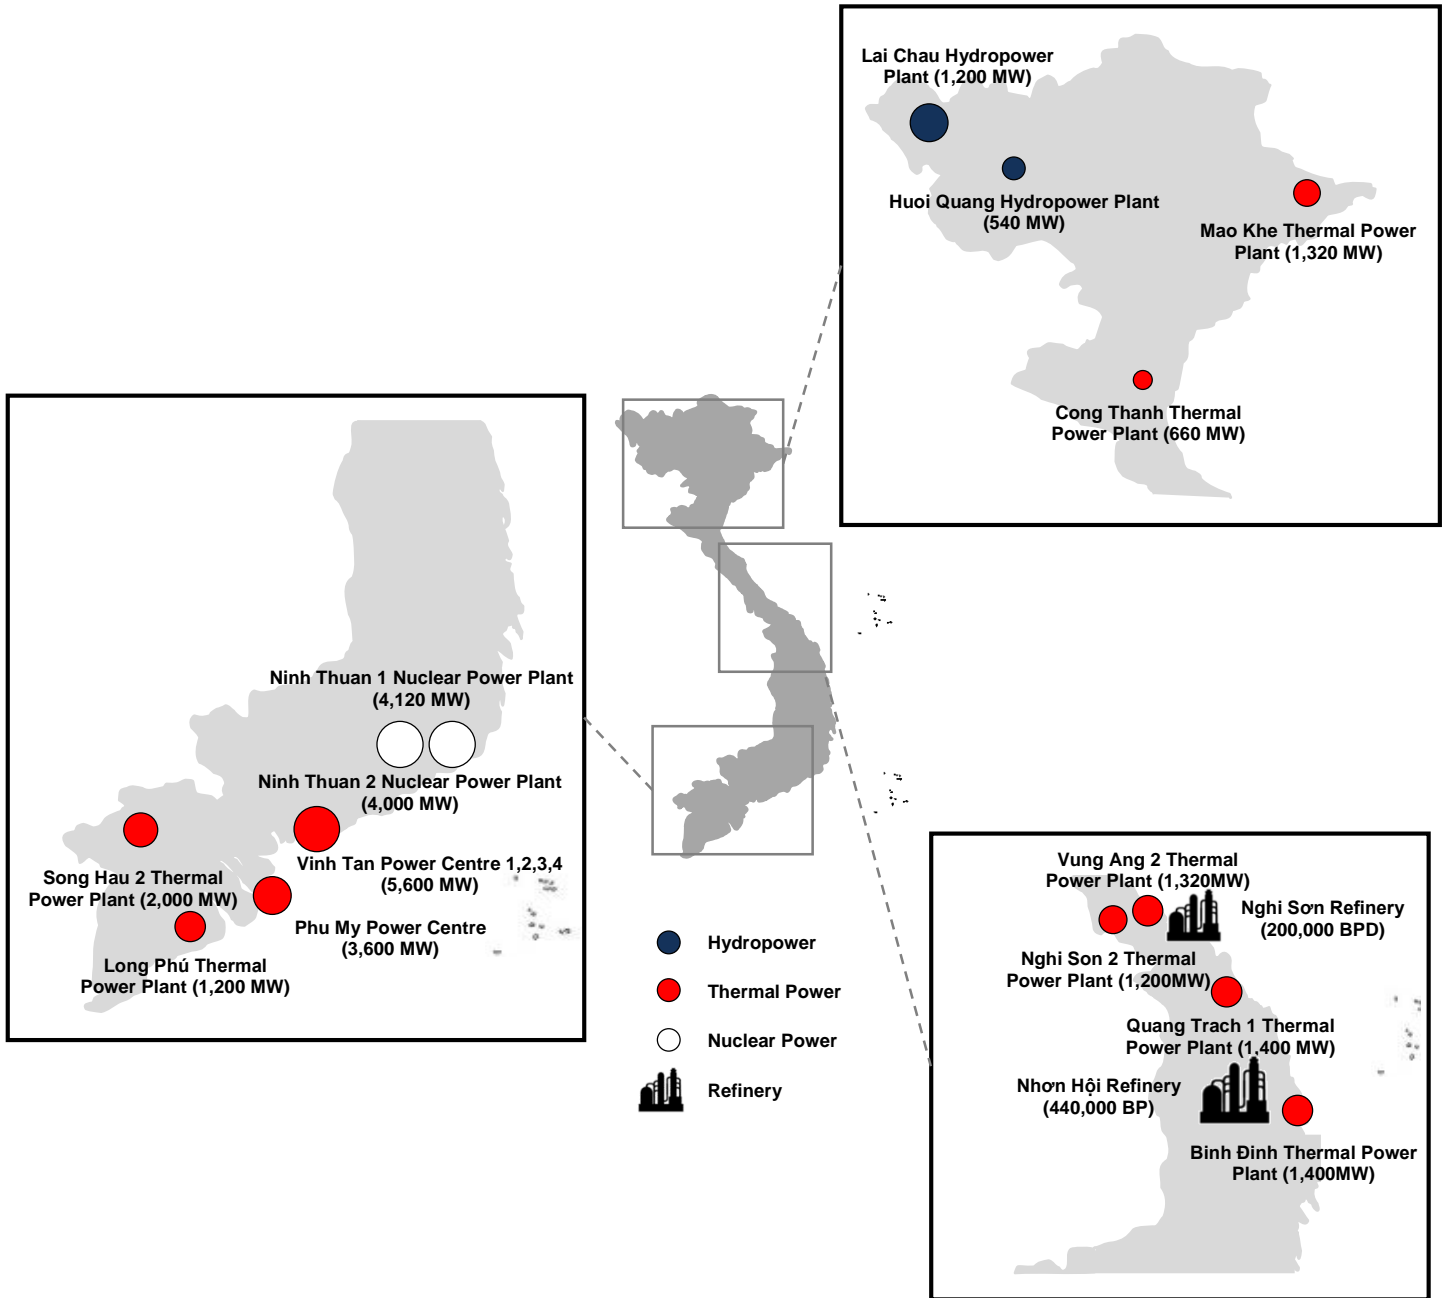 Lai Chau Hydropower
Plant (1,200 MW)
Huoi Quang Hydropower Plant
(540 MW)
Mao Khe Thermal Power
Plant (1,320 MW)
Cong Thanh Thermal
Power Plant (660 MW)
Ninh Thuan 1 Nuclear Power Plant
(4,120 MW)
Ninh Thuan 2 Nuclear Power Plant
(4,000 MW)
Vinh Tan Power Centre 1,2,3,4
(5,600 MW)
Song Hau 2 Thermal
Power Plant (2,000 MW)
Phu My Power Centre
(3,600 MW)
Long Phú Thermal
Power Plant (1,200 MW)
Hydropower
Thermal Power
Nuclear Power
Refinery
Vung Ang 2 Thermal
Power Plant (1,320MW)
Nghi Sơn Refinery
(200,000 BPD)
Nghi Son 2 Thermal
Power Plant (1,200MW)
Quang Trach 1 Thermal
Power Plant (1,400 MW)
Nhơn Hội Refinery
(440,000 BP)
Binh Đinh Thermal Power
Plant (1,400MW)